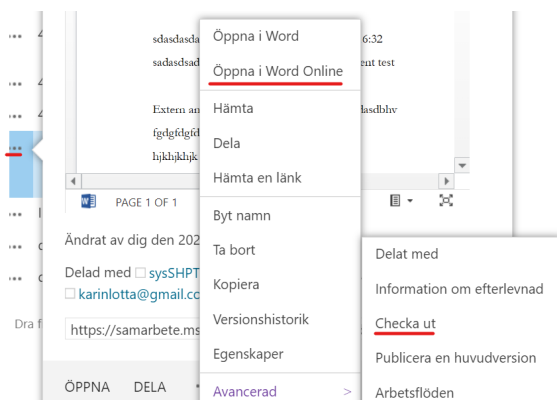 sdasdasda
6:32
sadasdsad
ent test
Extern an
dasdbhv
fgdgfdgfd
hjkhjkhjk
PAGE 1 OF 1
Ändrat av dig den 202
Delad med sysSHPT
karinlotta@gmail.co
https://samarbete.ms
ÖPPNA DELA
Dra f
Öppna i Word
Öppna i Word Online
Hämta
Dela
Hämta en länk
Byt namn
Ta bort
Kopiera
Versionshistorik
Egenskaper
Avancerad >
Delat med
Information om efterlevnad
Checka ut
Publicera en huvudversion
Arbetsflöden